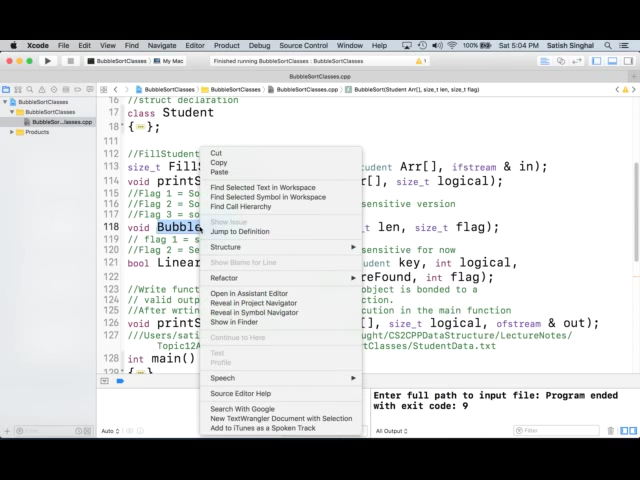 Xcode File Edit View Find Navigate Editor Product Debug Source Control Window Help 100% Sat 5:04 PM Satish Singhal
BubbleSortClasses My Mac Finished running BubbleSortClasses : BubbleSortClasses 1
BubbleSortClasses.cpp
BubbleSortClasses BubbleSortClasses BubbleSortClasses.cpp BubbleSort(Student Arr[], size_t len, size_t flag)
BubbleSortClasses
BubbleSortClasses
BubbleSor...lasses.cpp
Products
16 //struct declaration
17 class Student
18 {...};
111
112 //FillStudent
113 size_t FillStudent Arr[], ifstream & in);
114 void printS r[], size_t logical);
115 //Flag 1 = So
116 //Flag 2 = So sensitive version
117 //Flag 3 = so
118 void Bubble len, size_t flag);
119 // flag 1 = s
120 //Flag 2 = Se sensitive for now
121 bool Linear udent key, int logical,
reFound, int flag);
123 //Write func object is bonded to a
124 // valid outp ction.
125 //After wrtin ecution in the main function
126 void printS [], size_t logical, ofstream & out);
127 ///Users/sati ught/CS2CPPDataStructure/LectureNotes/
Topic12A rtClasses/StudentData.txt
128 int main()
129 {...}
Cut
Copy
Paste
Find Selected Text in Workspace
Find Selected Symbol in Workspace
Find Call Hierarchy
Show Issue
Jump to Definition
Structure
Show Blame for Line
Refactor
Open in Assistant Editor
Reveal in Project Navigator
Reveal in Symbol Navigator
Show in Finder
Continue to Here
Test
Profile
Speech
Source Editor Help
Search With Google
New TextWrangler Document with Selection
Add to iTunes as a Spoken Track
Enter full path to input file: Program ended
with exit code: 9
Auto All Output Filter